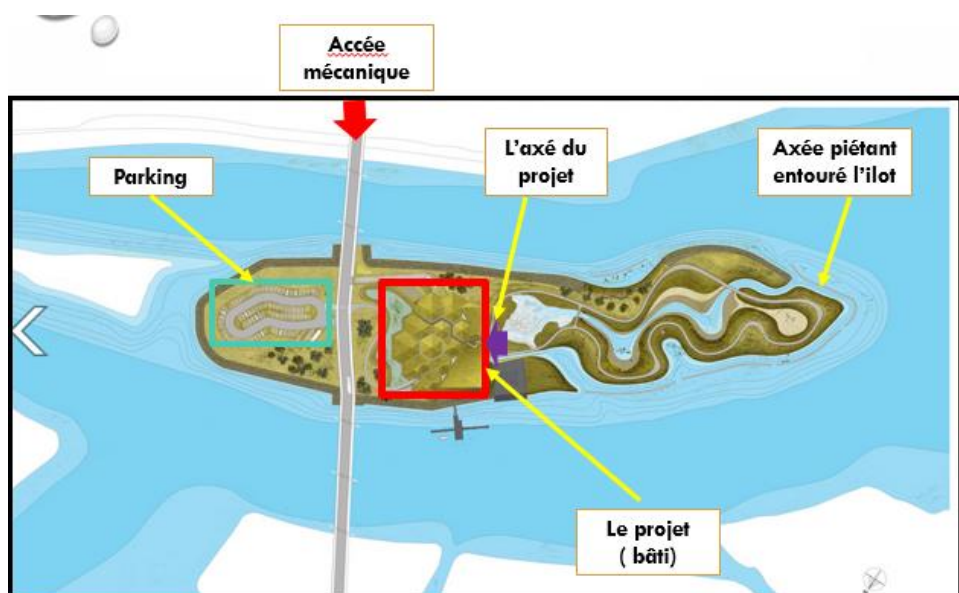 Accée
mécanique
L'axé du
projet
Axée piétant
entouré l'ilot
Parking
Le projet
( bâti)